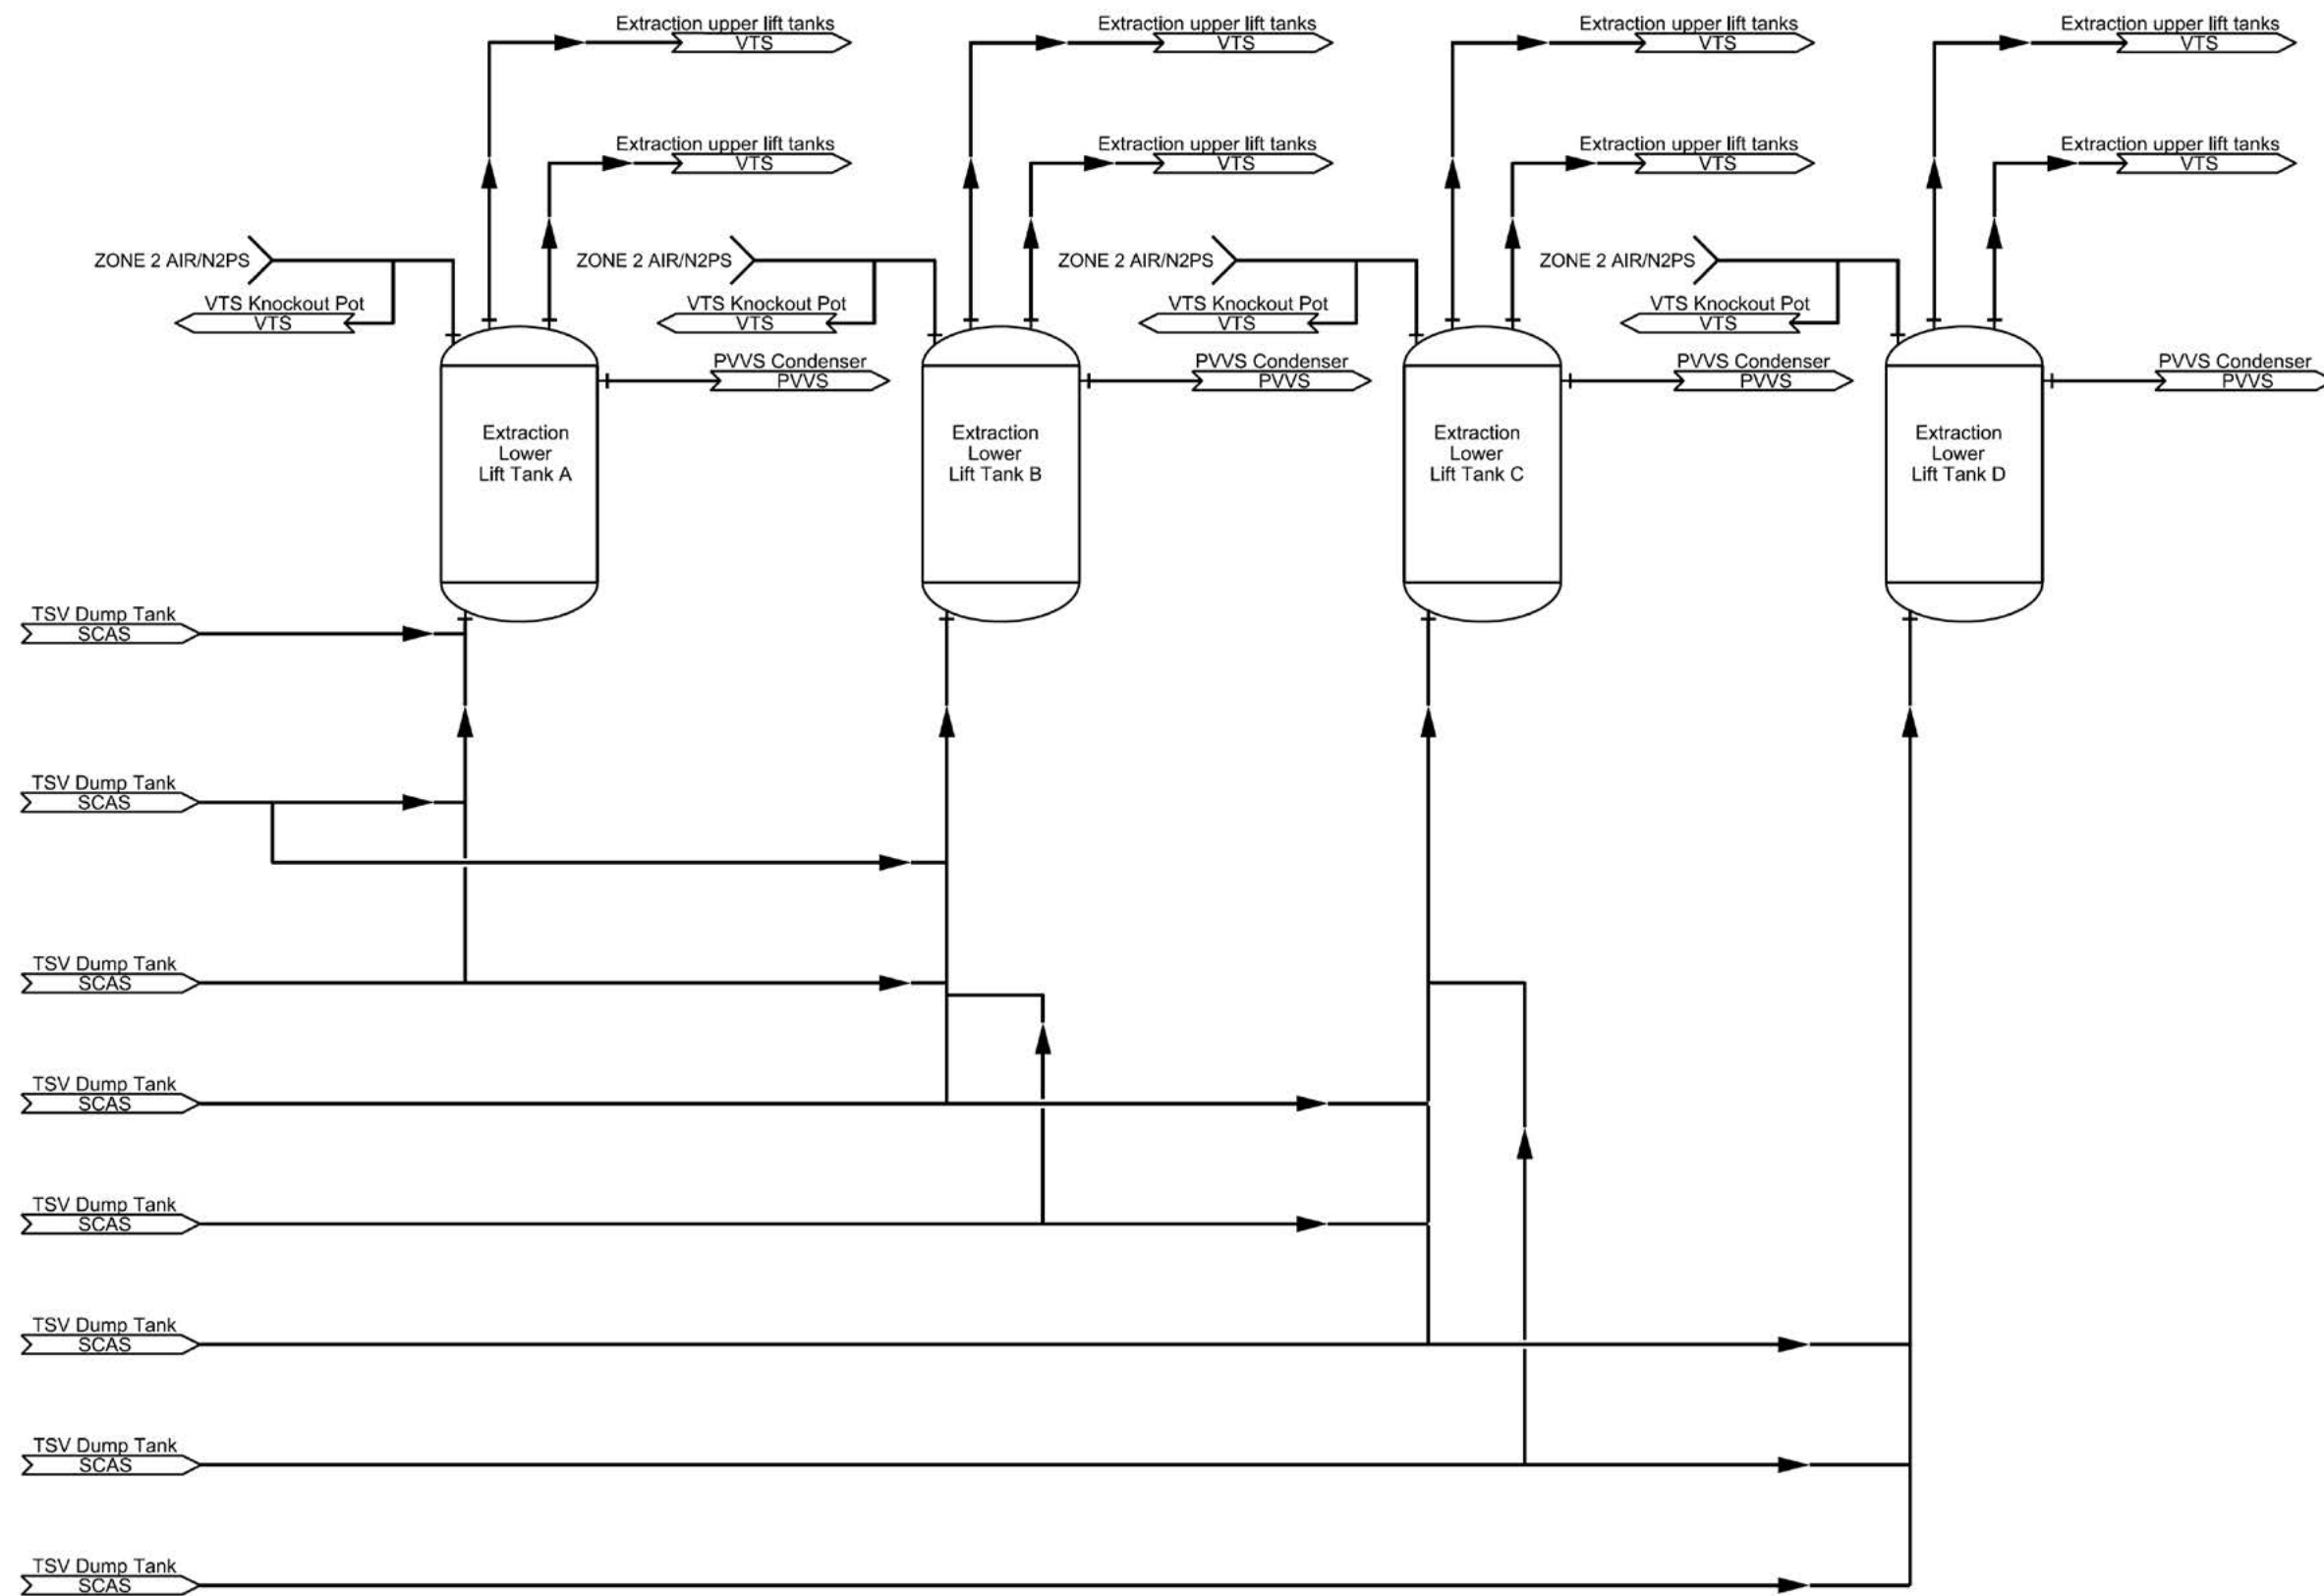 Extraction upper lift tanks
VTS
Extraction upper lift tanks
VTS
Extraction upper lift tanks
VTS
Extraction upper lift tanks
VTS
Extraction upper lift tanks
VTS
Extraction upper lift tanks
VTS
Extraction upper lift tanks
VTS
Extraction upper lift tanks
VTS
ZONE 2 AIR/N2PS
ZONE 2 AIR/N2PS
ZONE 2 AIR/N2PS
ZONE 2 AIR/N2PS
VTS Knockout Pot
VTS
VTS Knockout Pot
VTS
VTS Knockout Pot
VTS
VTS Knockout Pot
VTS
PVVS Condenser
PVVS
PVVS Condenser
PVVS
PVVS Condenser
PVVS
PVVS Condenser
PVVS
Extraction
Lower
Lift Tank A
Extraction
Lower
Lift Tank B
Extraction
Lower
Lift Tank C
Extraction
Lower
Lift Tank D
TSV Dump Tank
SCAS
TSV Dump Tank
SCAS
TSV Dump Tank
SCAS
TSV Dump Tank
SCAS
TSV Dump Tank
SCAS
TSV Dump Tank
SCAS
TSV Dump Tank
SCAS
TSV Dump Tank
SCAS